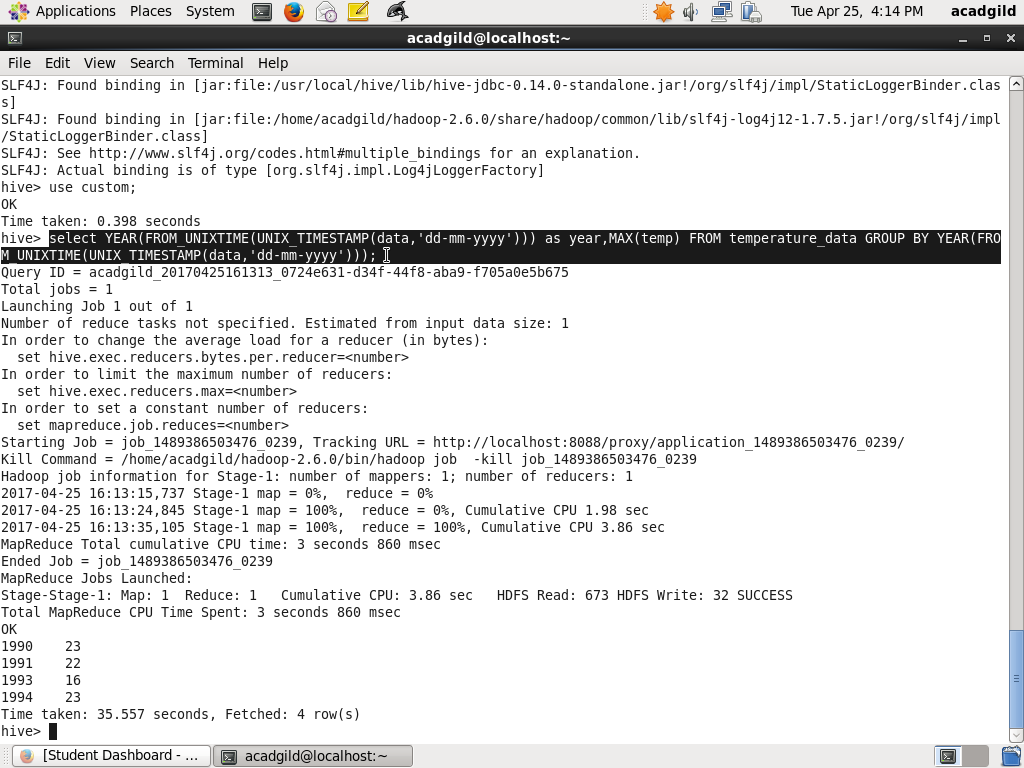 Applications Places System Tue Apr 25, 4:14 PM acadgild
acadgild@localhost:~
File Edit View Search Terminal Help
SLF4J: Found binding in [jar:file:/usr/local/hive/lib/hive-jdbc-0.14.0-standalone.jar!/org/slf4j/impl/StaticLoggerBinder.clas
s]
SLF4J: Found binding in [jar:file:/home/acadgild/hadoop-2.6.0/share/hadoop/common/lib/slf4j-log4j12-1.7.5.jar!/org/slf4j/impl
/StaticLoggerBinder.class]
SLF4J: See http://www.slf4j.org/codes.html#multiple_bindings for an explanation.
SLF4J: Actual binding is of type [org.slf4j.impl.Log4jLoggerFactory]
hive> use custom;
OK
Time taken: 0.398 seconds
hive> select YEAR(FROM_UNIXTIME(UNIX_TIMESTAMP(data,'dd-mm-yyyy'))) as year,MAX(temp) FROM temperature_data GROUP BY YEAR(FRO
M_UNIXTIME(UNIX_TIMESTAMP(data,'dd-mm-yyyy')));
Query ID = acadgild_20170425161313_0724e631-d34f-44f8-aba9-f705a0e5b675
Total jobs = 1
Launching Job 1 out of 1
Number of reduce tasks not specified. Estimated from input data size: 1
In order to change the average load for a reducer (in bytes):
  set hive.exec.reducers.bytes.per.reducer=<number>
In order to limit the maximum number of reducers:
  set hive.exec.reducers.max=<number>
In order to set a constant number of reducers:
  set mapreduce.job.reduces=<number>
Starting Job = job_1489386503476_0239, Tracking URL = http://localhost:8088/proxy/application_1489386503476_0239/
Kill Command = /home/acadgild/hadoop-2.6.0/bin/hadoop job  -kill job_1489386503476_0239
Hadoop job information for Stage-1: number of mappers: 1; number of reducers: 1
2017-04-25 16:13:15,737 Stage-1 map = 0%,  reduce = 0%
2017-04-25 16:13:24,845 Stage-1 map = 100%,  reduce = 0%, Cumulative CPU 1.98 sec
2017-04-25 16:13:35,105 Stage-1 map = 100%,  reduce = 100%, Cumulative CPU 3.86 sec
MapReduce Total cumulative CPU time: 3 seconds 860 msec
Ended Job = job_1489386503476_0239
MapReduce Jobs Launched:
Stage-Stage-1: Map: 1  Reduce: 1   Cumulative CPU: 3.86 sec   HDFS Read: 673 HDFS Write: 32 SUCCESS
Total MapReduce CPU Time Spent: 3 seconds 860 msec
OK
1990    23
1991    22
1993    16
1994    23
Time taken: 35.557 seconds, Fetched: 4 row(s)
hive>
[Student Dashboard - ... acadgild@localhost:~